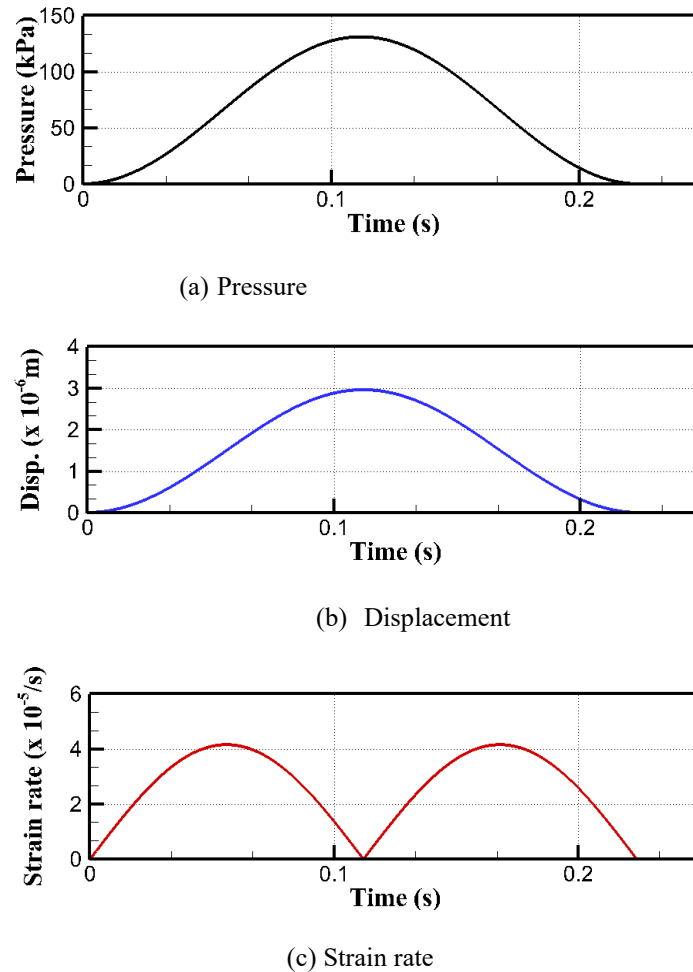 150
100
50
0
Pressure (kPa)
0 0.1 0.2
Time (s)
(a) Pressure
4
3
2
1
0
Disp. (x 10⁻⁶m)
0 0.1 0.2
Time (s)
(b) Displacement
6
4
2
0
Strain rate (x 10⁻⁵/s)
0 0.1 0.2
Time (s)
(c) Strain rate